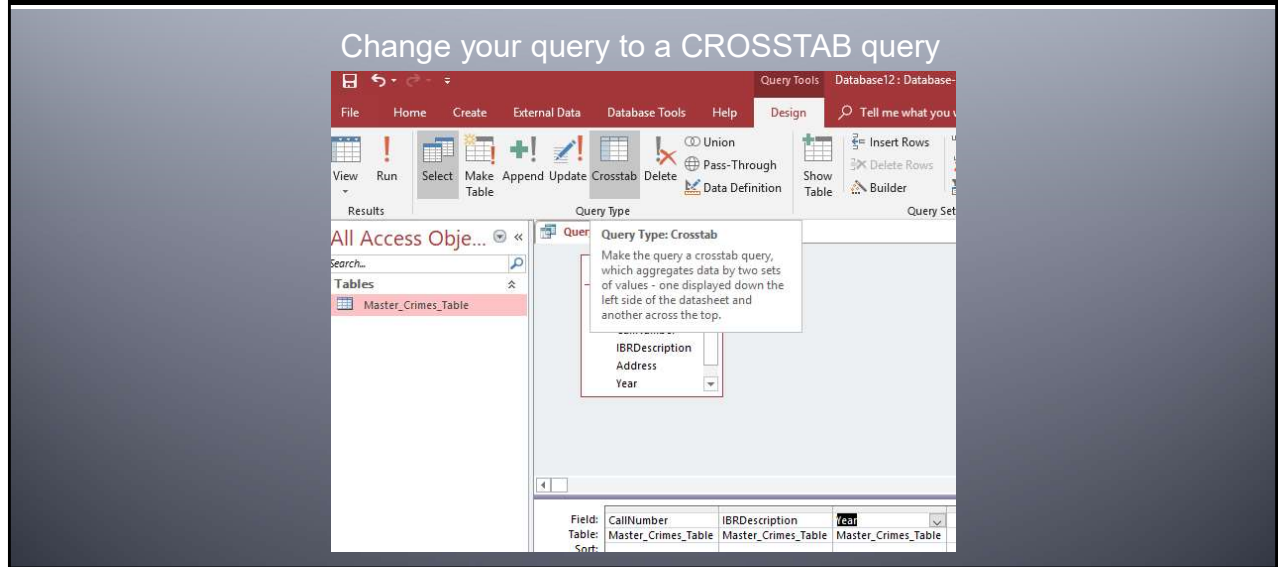 Change your query to a CROSSTAB query
Query Tools Database12 : Database-
File Home Create External Data Database Tools Help Design Tell me what you
View Run Select Make Table Append Update Crosstab Delete Union Pass-Through Data Definition Show Table Insert Rows Delete Rows Builder
Results Query Type Query Set
All Access Obje... « Quer
Search...
Tables
Master_Crimes_Table
Query Type: Crosstab
Make the query a crosstab query,
which aggregates data by two sets
of values - one displayed down the
left side of the datasheet and
another across the top.
IBRDescription
Address
Year
Field: CallNumber IBRDescription Year
Table: Master_Crimes_Table Master_Crimes_Table Master_Crimes_Table
Sort: